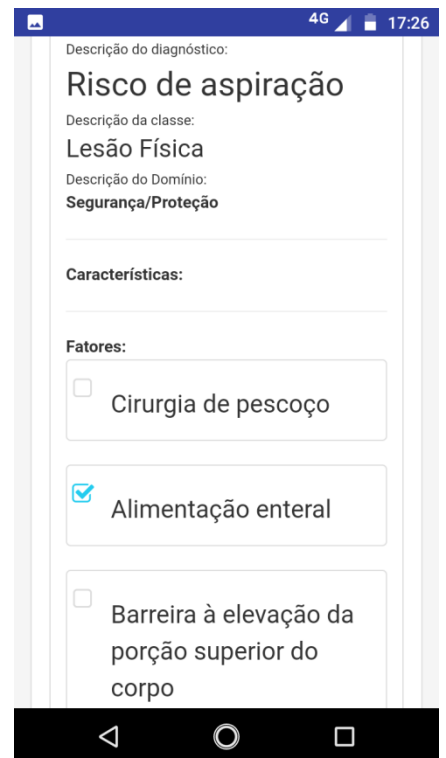 4G 17:26
Descrição do diagnóstico:
Risco de aspiração
Descrição da classe:
Lesão Física
Descrição do Domínio:
Segurança/Proteção
Características:
Fatores:
Cirurgia de pescoço
Alimentação enteral
Barreira à elevação da
porção superior do
corpo